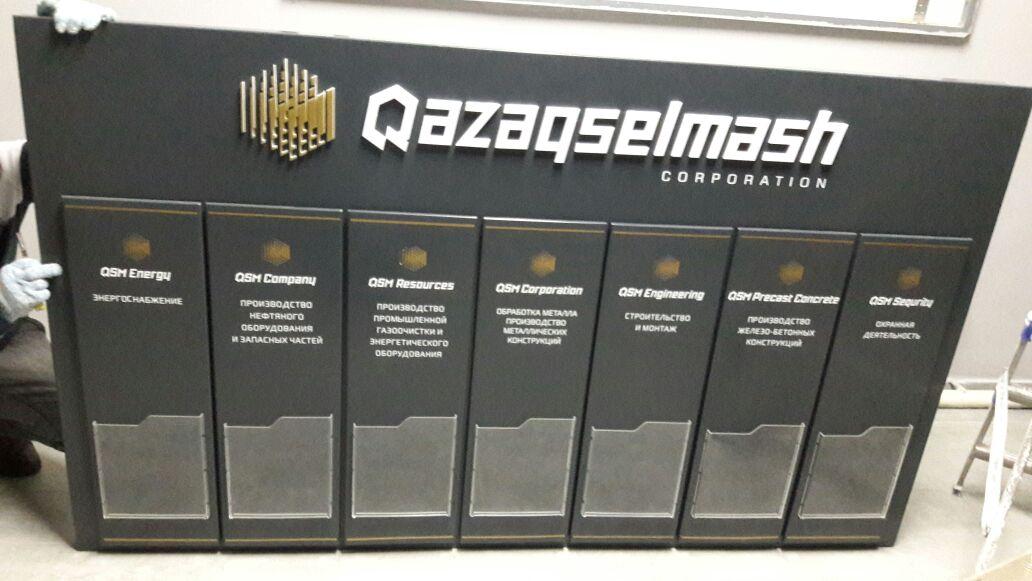 Qazaqselmash
CORPORATION
QSM Energy
ЭНЕРГОСНАБЖЕНИЕ
QSM Company
ПРОИЗВОДСТВО
НЕФТЯНОГО
ОБОРУДОВАНИЯ
И ЗАПАСНЫХ ЧАСТЕЙ
QSM Resources
ПРОИЗВОДСТВО
ПРОМЫШЛЕННОЙ
ГАЗООЧИСТКИ И
ЭНЕРГЕТИЧЕСКОГО
ОБОРУДОВАНИЯ
QSM Corporation
ОБРАБОТКА МЕТАЛЛА
ПРОИЗВОДСТВО
МЕТАЛЛИЧЕСКИХ
КОНСТРУКЦИЙ
QSM Engineering
СТРОИТЕЛЬСТВО
И МОНТАЖ
QSM Precast Concrete
ПРОИЗВОДСТВО
ЖЕЛЕЗО-БЕТОННЫХ
КОНСТРУКЦИЙ
QSM Sequrity
ОХРАННАЯ
ДЕЯТЕЛЬНОСТЬ